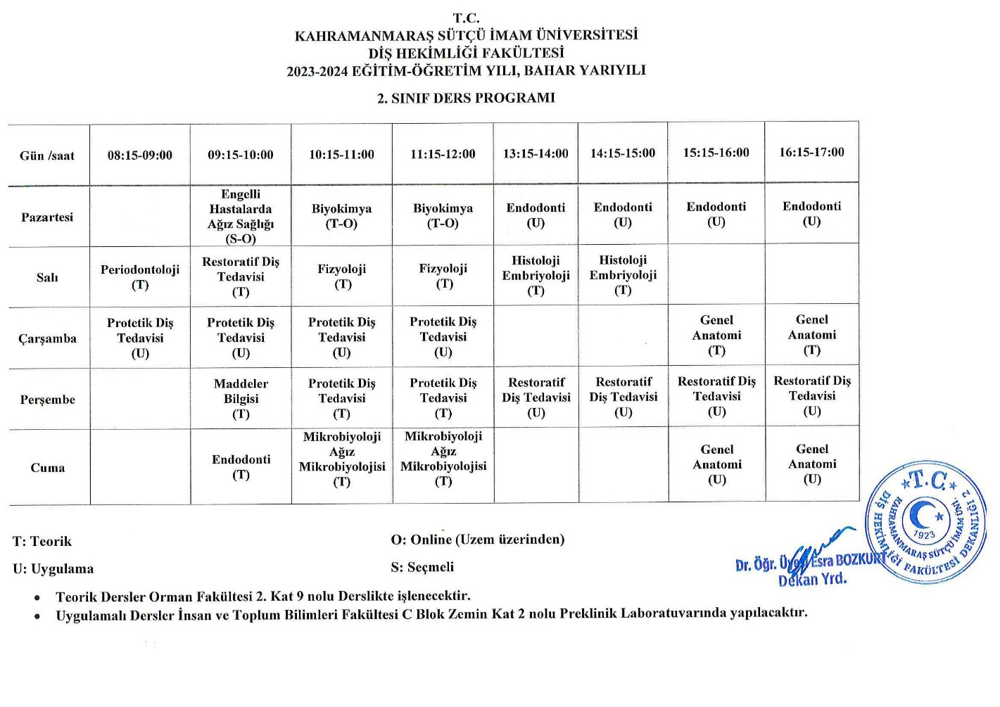 T.C.
KAHRAMANMARAŞ SÜTÇÜ İMAM ÜNİVERSİTESİ
DİŞ HEKİMLİĞİ FAKÜLTESİ
2023-2024 EĞİTİM-ÖĞRETİM YILI, BAHAR YARIYILI
2. SINIF DERS PROGRAMI
Gün /saat 08:15-09:00 09:15-10:00 10:15-11:00 11:15-12:00 13:15-14:00 14:15-15:00 15:15-16:00 16:15-17:00
Pazartesi
Engelli
Hastalarda
Ağız Sağlığı
(S-O)
Biyokimya
(T-O)
Biyokimya
(T-O)
Endodonti
(U)
Endodonti
(U)
Endodonti
(U)
Endodonti
(U)
Salı
Periodontoloji
(T)
Restoratif Diş
Tedavisi
(T)
Fizyoloji
(T)
Fizyoloji
(T)
Histoloji
Embriyoloji
(T)
Histoloji
Embriyoloji
(T)
Çarşamba
Protetik Diş
Tedavisi
(U)
Protetik Diş
Tedavisi
(U)
Protetik Diş
Tedavisi
(U)
Protetik Diş
Tedavisi
(U)
Genel
Anatomi
(T)
Genel
Anatomi
(T)
Perşembe
Maddeler
Bilgisi
(T)
Protetik Diş
Tedavisi
(T)
Protetik Diş
Tedavisi
(T)
Restoratif
Diş Tedavisi
(U)
Restoratif
Diş Tedavisi
(U)
Restoratif Diş
Tedavisi
(U)
Restoratif Diş
Tedavisi
(U)
Cuma
Endodonti
(T)
Mikrobiyoloji
Ağız
Mikrobiyolojisi
(T)
Mikrobiyoloji
Ağız
Mikrobiyolojisi
(T)
Genel
Anatomi
(U)
Genel
Anatomi
(U)
T: Teorik
O: Online (Uzem üzerinden)
U: Uygulama
S: Seçmeli
• Teorik Dersler Orman Fakültesi 2. Kat 9 nolu Derslikte işlenecektir.
• Uygulamalı Dersler İnsan ve Toplum Bilimleri Fakültesi C Blok Zemin Kat 2 nolu Preklinik Laboratuvarında yapılacaktır.
Dr. Öğr. Üyesi Esra BOZKURT
Dekan Yrd.
T.C.
DİŞ HEKİMLİĞİ FAKÜLTESİ DEKANLIĞI 2
KAHRAMANMARAŞ SÜTÇÜ İMAM ÜNİ.
1923